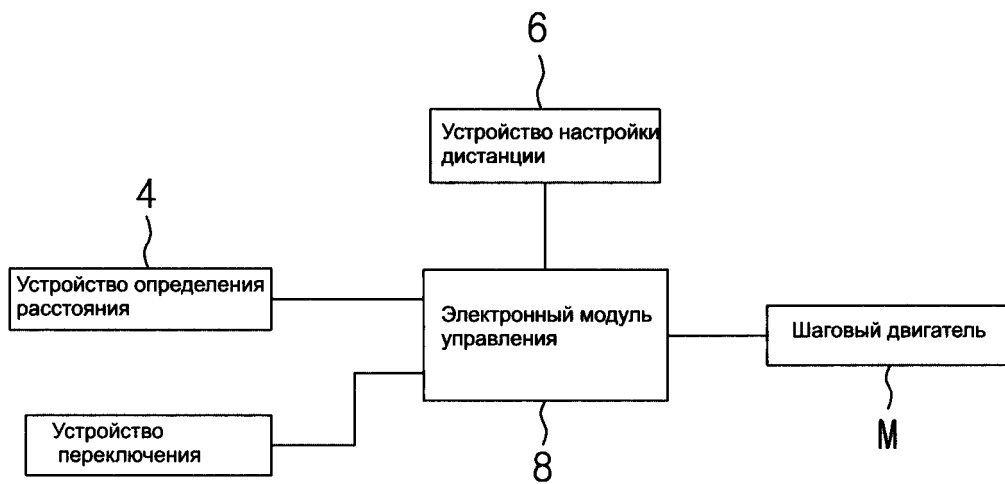 6
Устройство настройки
дистанции
4
Устройство определения
расстояния
Электронный модуль
управления
Шаговый двигатель
Устройство
переключения
8
M